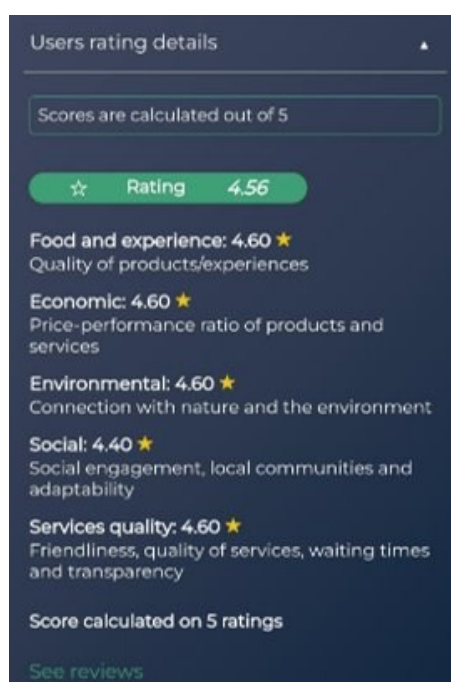 Users rating details
Scores are calculated out of 5
Rating 4.56
Food and experience: 4.60
Quality of products/experiences
Economic: 4.60
Price-performance ratio of products and
services
Environmental: 4.60
Connection with nature and the environment
Social: 4.40
Social engagement, local communities and
adaptability
Services quality: 4.60
Friendliness, quality of services, waiting times
and transparency
Score calculated on 5 ratings
See reviews